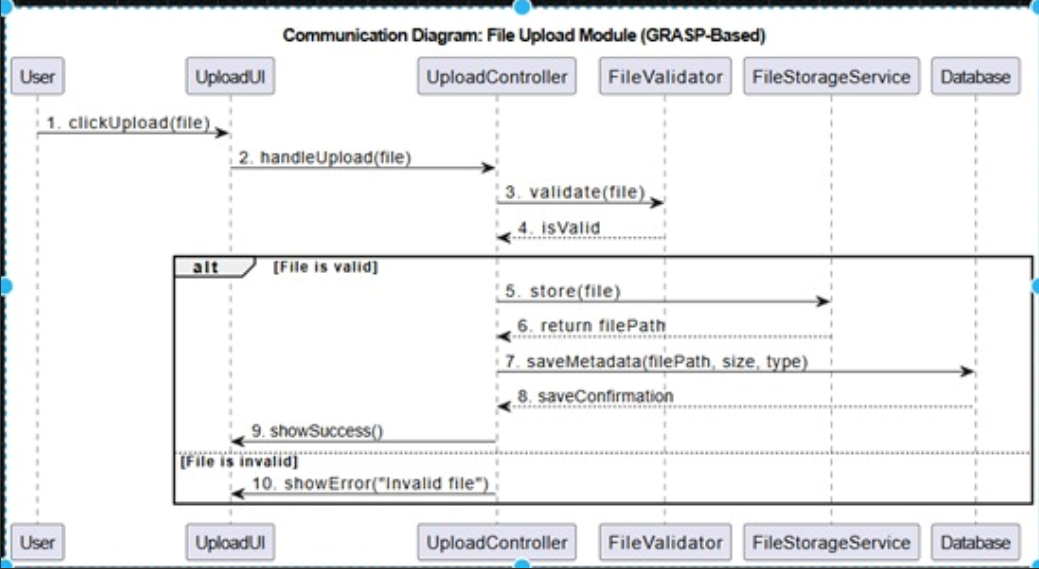 Communication Diagram: File Upload Module (GRASP-Based)
User UploadUI UploadController FileValidator FileStorageService Database
1. clickUpload(file)
2. handleUpload(file)
3. validate(file)
4. isValid
alt [File is valid]
5. store(file)
6. return filePath
7. saveMetadata(filePath, size, type)
8. saveConfirmation
9. showSuccess()
[File is invalid]
10. showError("Invalid file")
User UploadUI UploadController FileValidator FileStorageService Database